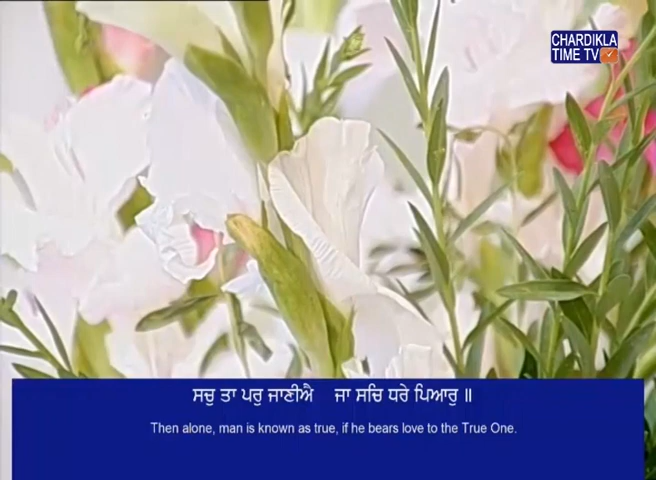 CHARDIKLA
TIME TV
ਸਚੁ ਤਾ ਪਰੁ ਜਾਣੀਐ ਜਾ ਸਚਿ ਧਰੇ ਪਿਆਰੁ ॥
Then alone, man is known as true, if he bears love to the True One.